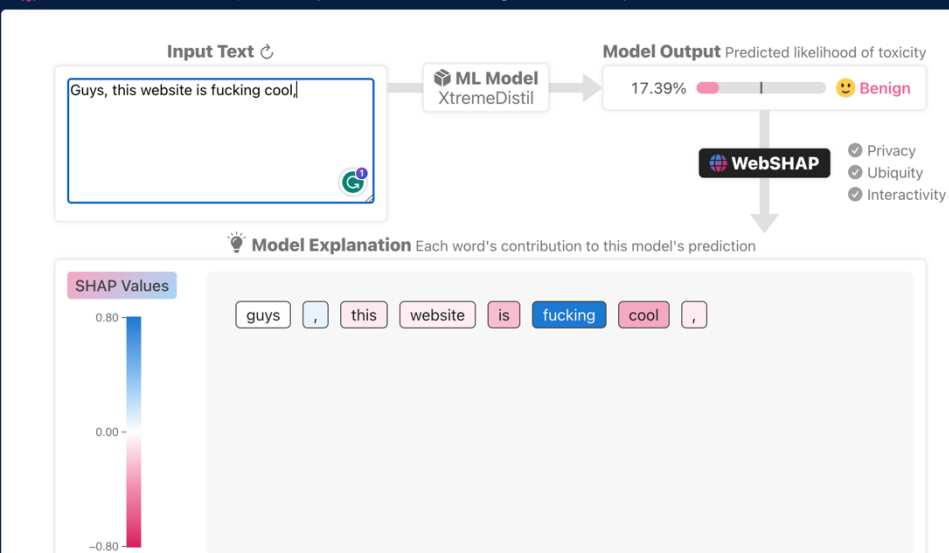 Input Text
Guys, this website is fucking cool,
1
ML Model
XtremeDistil
Model Output Predicted likelihood of toxicity
17.39% Benign
WebSHAP
Privacy
Ubiquity
Interactivity
Model Explanation Each word's contribution to this model's prediction
SHAP Values
0.80
0.00
−0.80
guys , this website is fucking cool ,